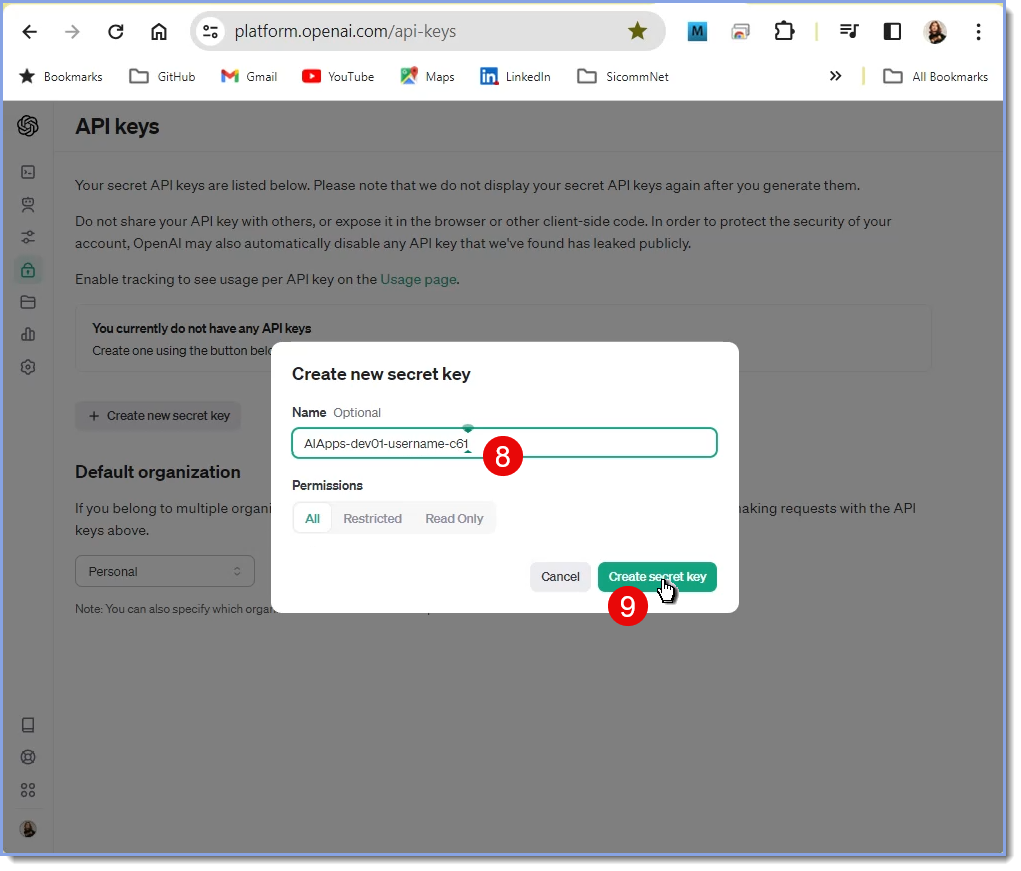 platform.openai.com/api-keys
M
Bookmarks GitHub Gmail YouTube Maps LinkedIn SicommNet All Bookmarks
API keys
Your secret API keys are listed below. Please note that we do not display your secret API keys again after you generate them.
Do not share your API key with others, or expose it in the browser or other client-side code. In order to protect the security of your
account, OpenAI may also automatically disable any API key that we've found has leaked publicly.
Enable tracking to see usage per API key on the Usage page.
You currently do not have any API keys
Create one using the button
+ Create new secret key
Create new secret key
Name Optional
AIApps-dev01-username-c61
8
Permissions
All Restricted Read Only
Cancel Create secret key
9
Default organization
If you belong to multiple making requests with the API
keys above.
Personal
Note: You can also specify which